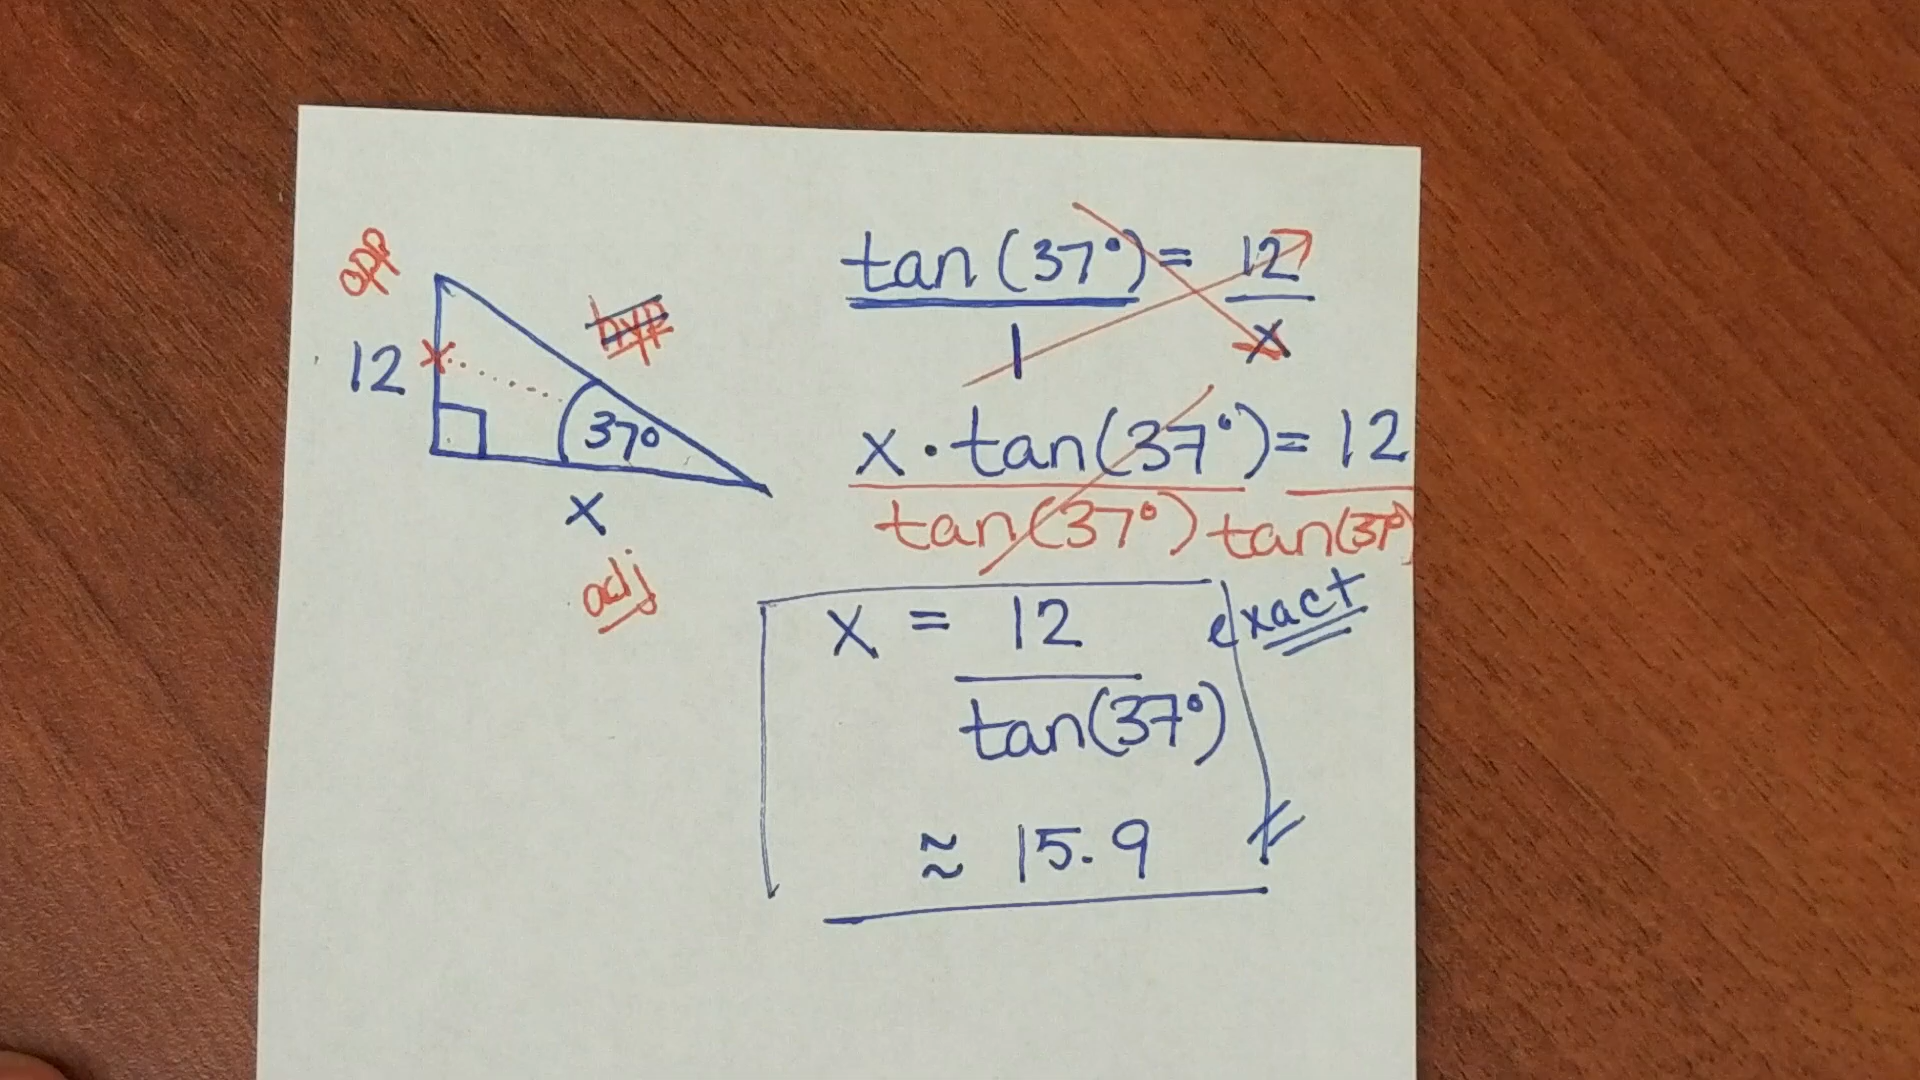 opp
hyp
12
x
37°
x
adj
tan(37°) = 12
1 x
x · tan(37°) = 12
tan(37°) tan(37°)
x = 12
tan(37°)
exact
≈ 15.9